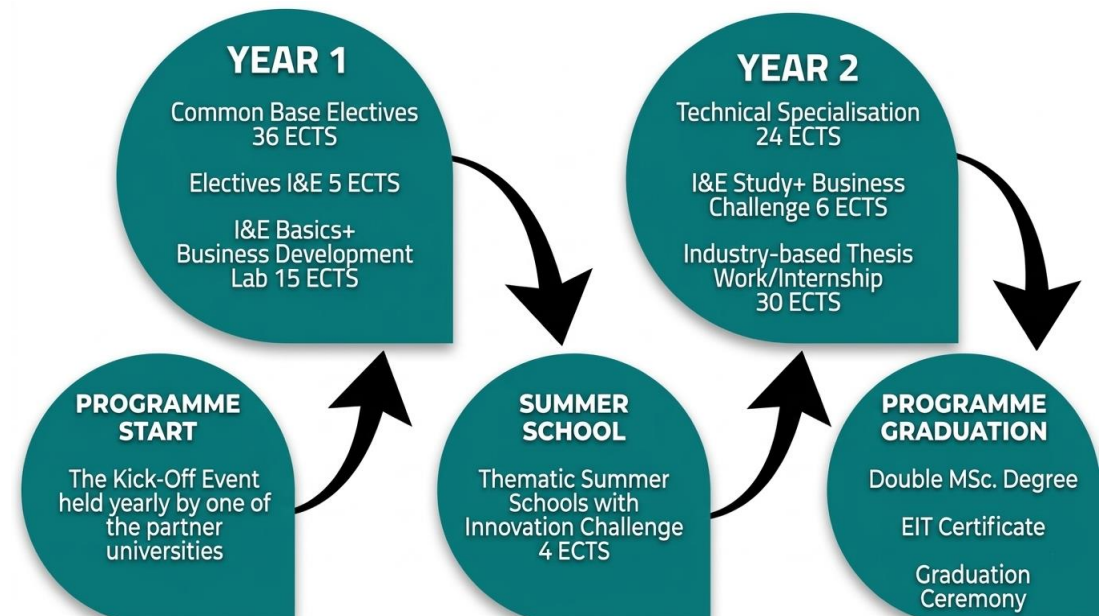 YEAR 1
Common Base Electives
36 ECTS
Electives I&E 5 ECTS
I&E Basics+
Business Development
Lab 15 ECTS
YEAR 2
Technical Specialisation
24 ECTS
I&E Study+ Business
Challenge 6 ECTS
Industry-based Thesis
Work/Internship
30 ECTS
PROGRAMME
START
The Kick-Off Event
held yearly by one of
the partner
universities
SUMMER
SCHOOL
Thematic Summer
Schools with
Innovation Challenge
4 ECTS
PROGRAMME
GRADUATION
Double MSc. Degree
EIT Certificate
Graduation
Ceremony